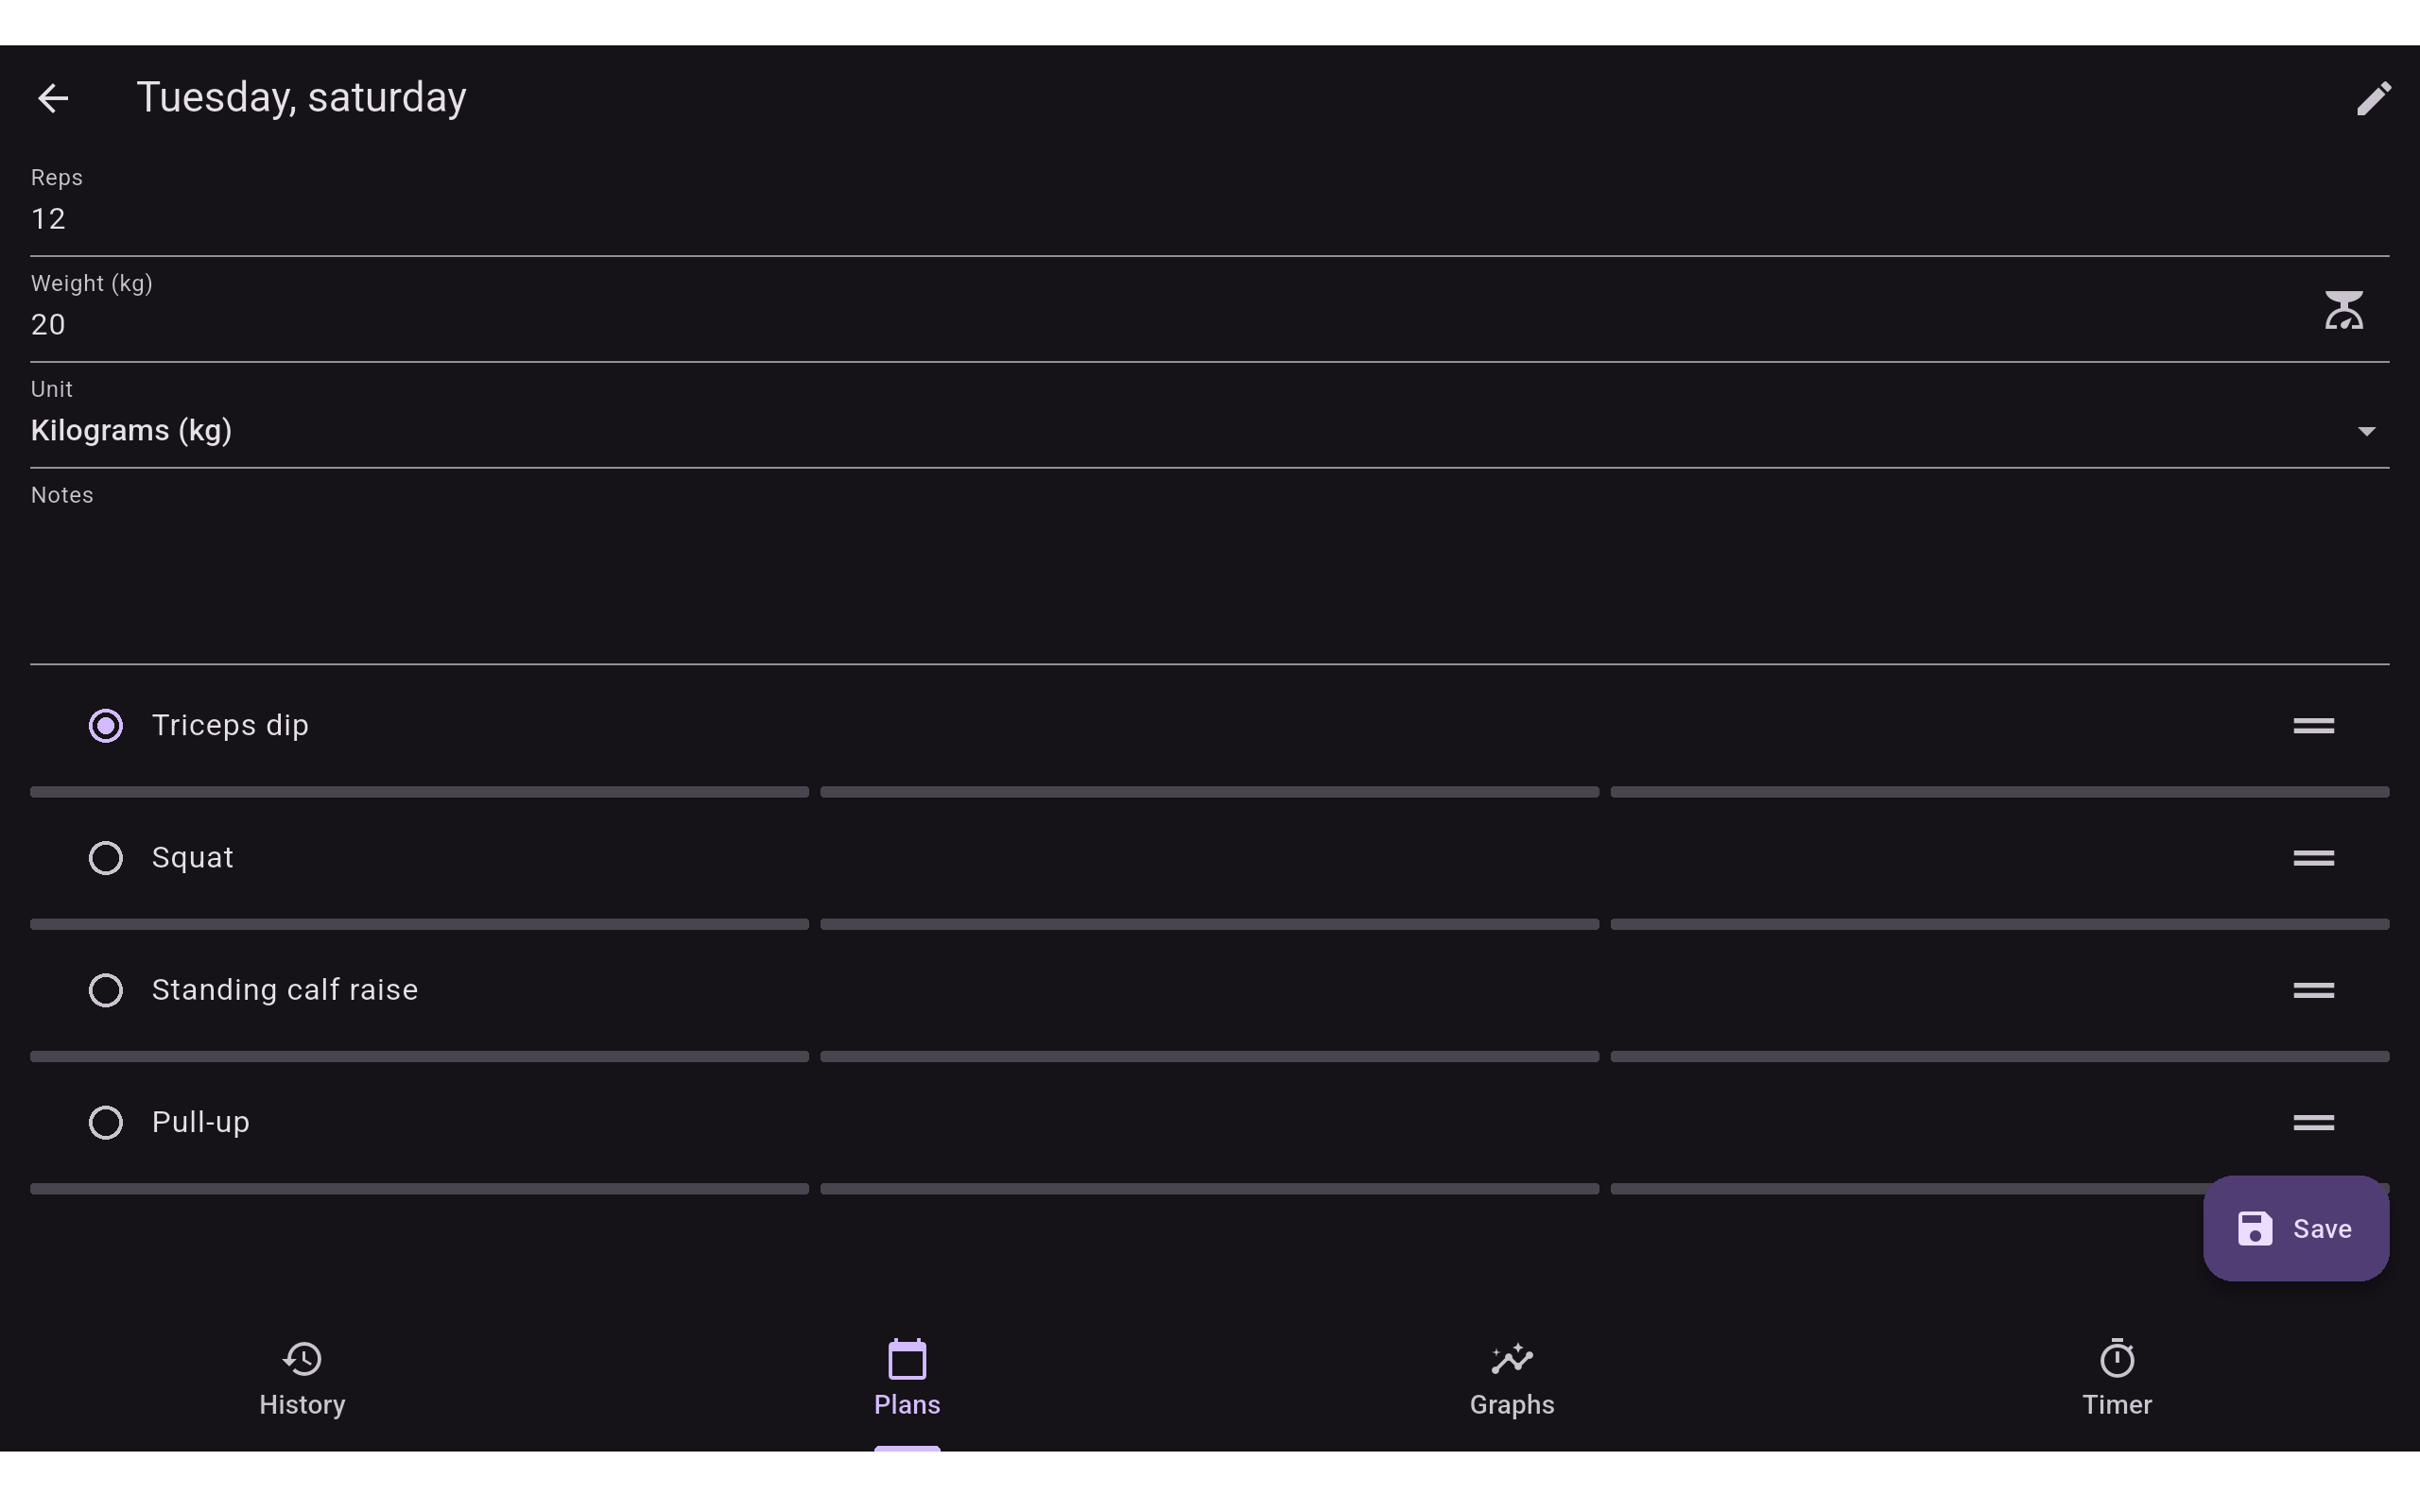 Tuesday, saturday
Reps
12
Weight (kg)
20
Unit
Kilograms (kg)
Notes
Triceps dip
Squat
Standing calf raise
Pull-up
Save
History
Plans
Graphs
Timer